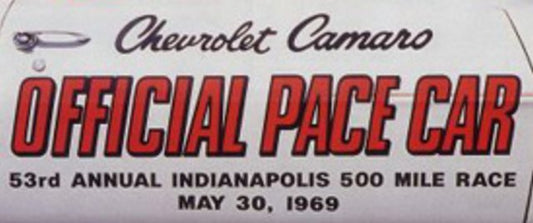 Chevrolet Camaro
OFFICIAL PACE CAR
53rd ANNUAL INDIANAPOLIS 500 MILE RACE
MAY 30, 1969